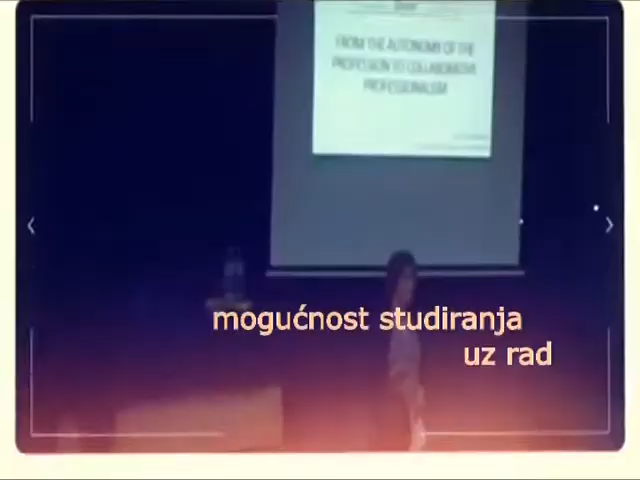 FROM THE AUTONOMY OF THE
PROFESSION TO COLLABORATIVE
PROFESSIONALISM
mogućnost studiranja
uz rad